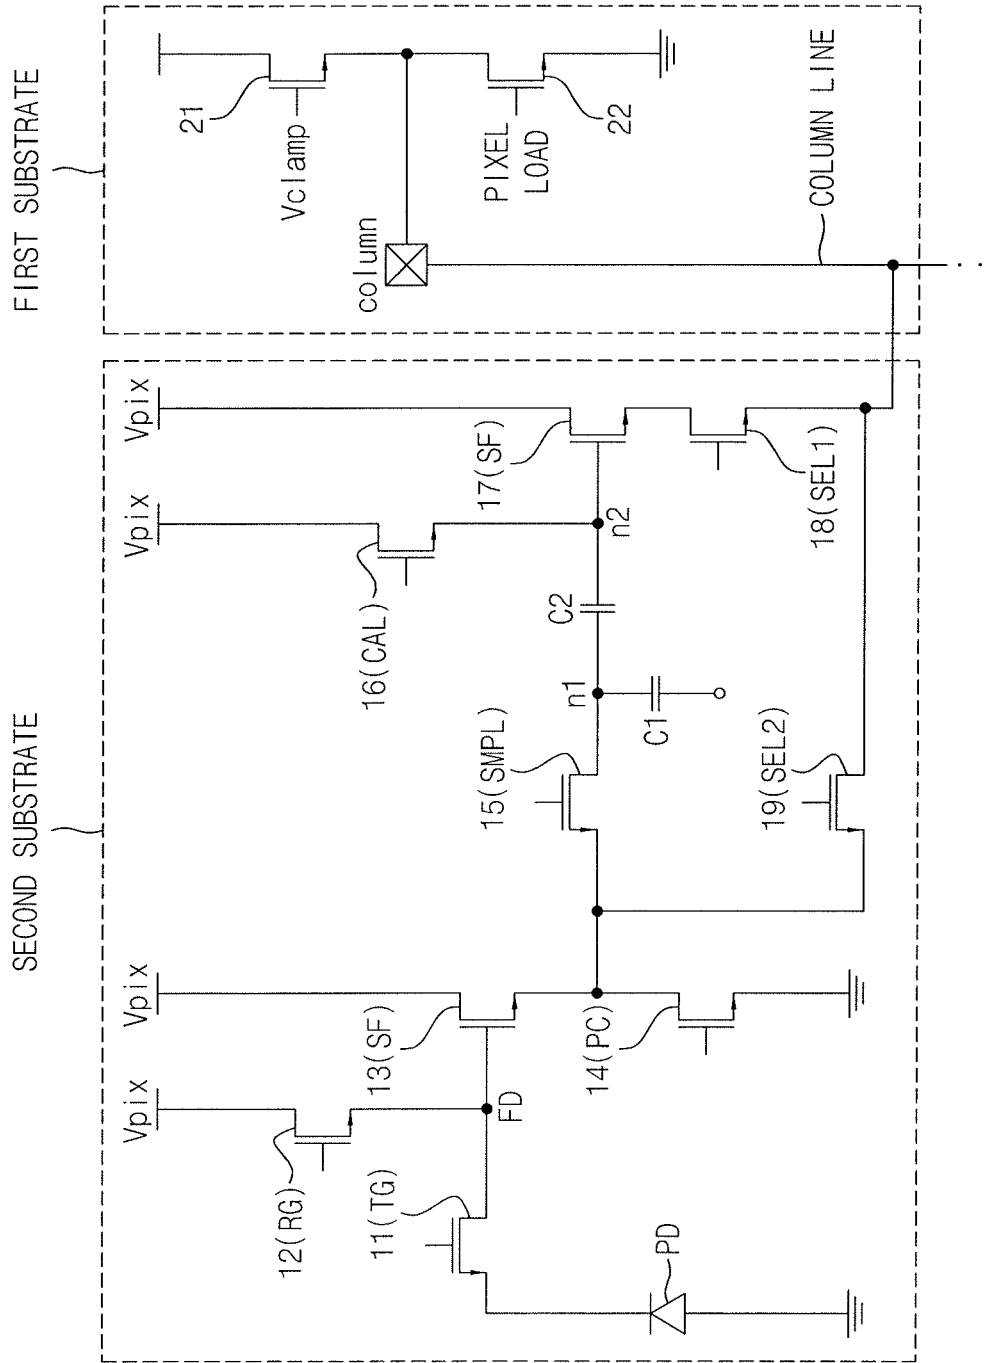 SECOND SUBSTRATE
FIRST SUBSTRATE
Vpix
Vpix
Vpix
Vpix
12(RG)
13(SF)
16(CAL)
17(SF)
21
Vclamp
11(TG)
FD
14(PC)
15(SMPL)
n1
C2
n2
column
PIXEL
LOAD
22
PD
C1
19(SEL2)
18(SEL1)
COLUMN LINE